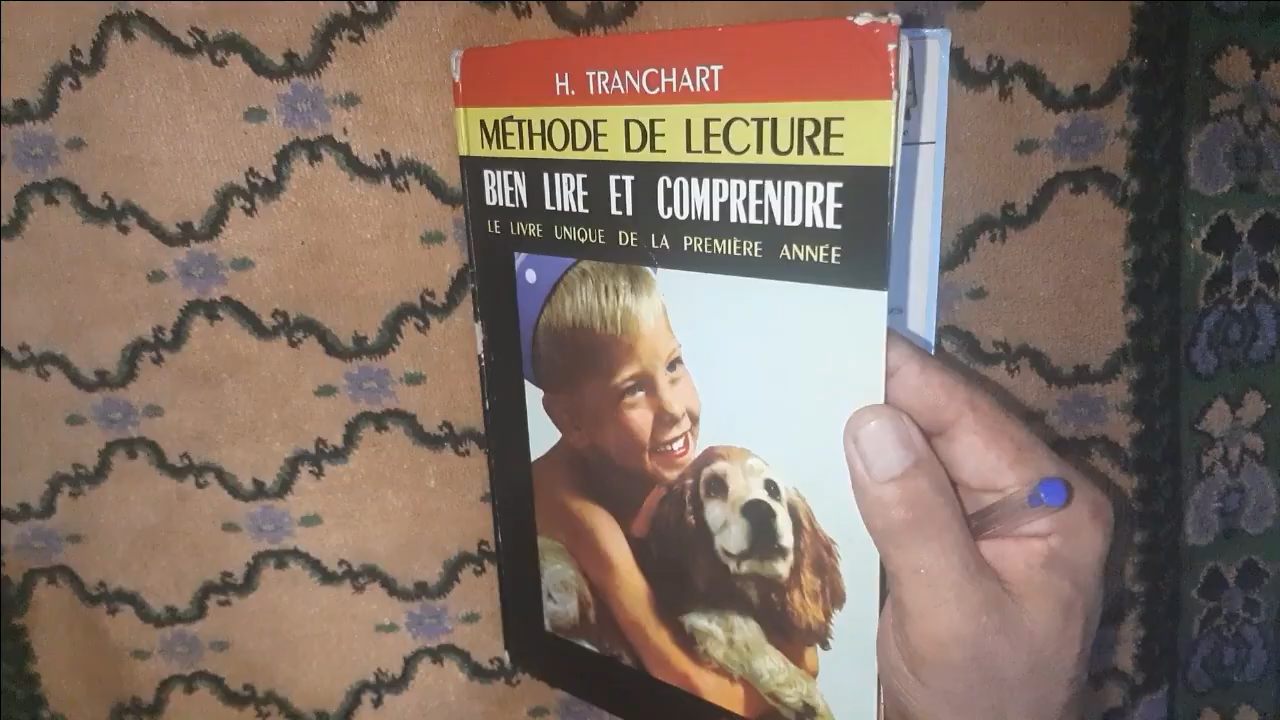 H. TRANCHART
MÉTHODE DE LECTURE
BIEN LIRE ET COMPRENDRE
LE LIVRE UNIQUE DE LA PREMIÈRE ANNÉE